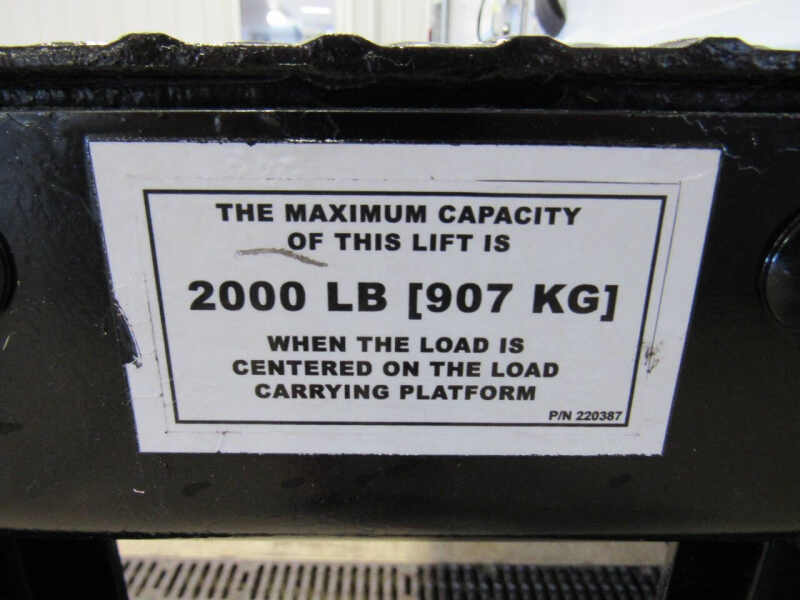 THE MAXIMUM CAPACITY
OF THIS LIFT IS
2000 LB [907 KG]
WHEN THE LOAD IS
CENTERED ON THE LOAD
CARRYING PLATFORM
P/N 220387